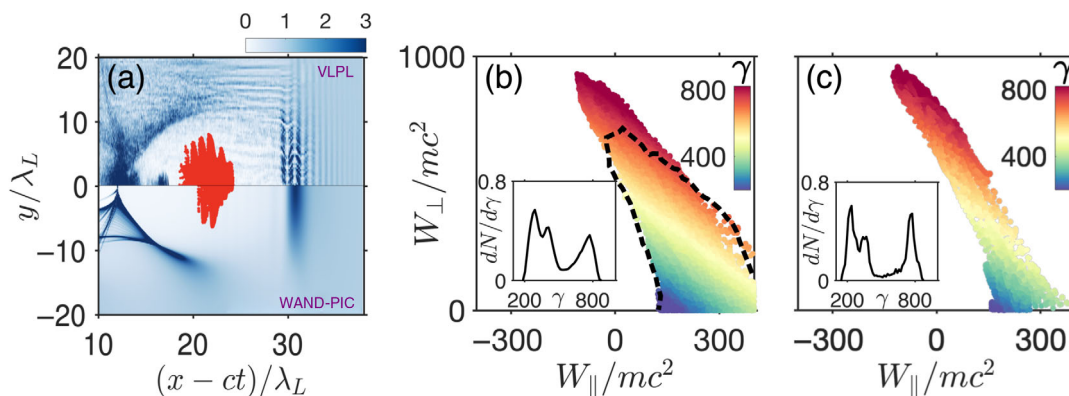 0 1 2 3
(a)
VLPL
WAND-PIC
20
10
0
−10
−20
y/λ_L
10 20 30
(x − ct)/λ_L
(b)
1000
0
W_⊥/mc²
γ
800
400
0.8
0
dN/dγ
200 γ 800
−300 0 300
W_∥/mc²
(c)
γ
800
400
0.8
0
dN/dγ
200 γ 800
−300 0 300
W_∥/mc²